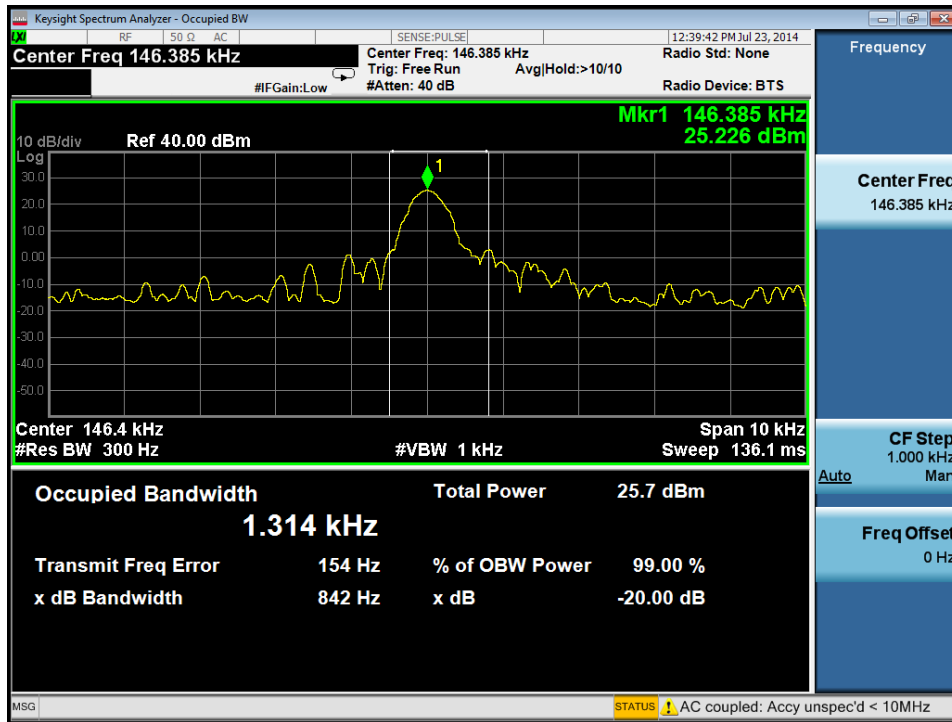 Keysight Spectrum Analyzer - Occupied BW
LXI RF 50 Ω AC SENSE:PULSE 12:39:42 PM Jul 23, 2014
Center Freq 146.385 kHz
Center Freq: 146.385 kHz Radio Std: None
Trig: Free Run Avg|Hold:>10/10
#IFGain:Low #Atten: 40 dB Radio Device: BTS
Mkr1 146.385 kHz
25.226 dBm
10 dB/div Ref 40.00 dBm
Log
1
30.0
20.0
10.0
0.00
-10.0
-20.0
-30.0
-40.0
-50.0
Center 146.4 kHz Span 10 kHz
#Res BW 300 Hz #VBW 1 kHz Sweep 136.1 ms
Occupied Bandwidth Total Power 25.7 dBm
1.314 kHz
Transmit Freq Error 154 Hz % of OBW Power 99.00 %
x dB Bandwidth 842 Hz x dB -20.00 dB
Frequency
Center Freq
146.385 kHz
CF Step
1.000 kHz
Auto Man
Freq Offset
0 Hz
MSG STATUS AC coupled: Accy unspec'd < 10MHz